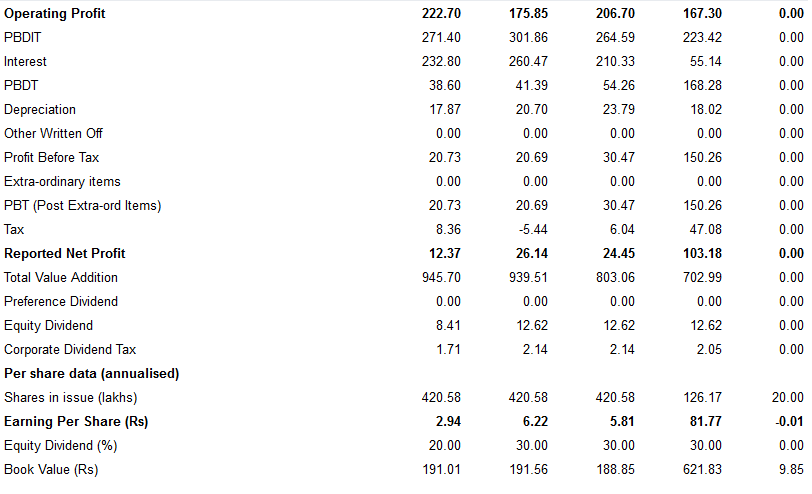 Operating Profit 222.70 175.85 206.70 167.30 0.00
PBDIT 271.40 301.86 264.59 223.42 0.00
Interest 232.80 260.47 210.33 55.14 0.00
PBDT 38.60 41.39 54.26 168.28 0.00
Depreciation 17.87 20.70 23.79 18.02 0.00
Other Written Off 0.00 0.00 0.00 0.00 0.00
Profit Before Tax 20.73 20.69 30.47 150.26 0.00
Extra-ordinary items 0.00 0.00 0.00 0.00 0.00
PBT (Post Extra-ord Items) 20.73 20.69 30.47 150.26 0.00
Tax 8.36 -5.44 6.04 47.08 0.00
Reported Net Profit 12.37 26.14 24.45 103.18 0.00
Total Value Addition 945.70 939.51 803.06 702.99 0.00
Preference Dividend 0.00 0.00 0.00 0.00 0.00
Equity Dividend 8.41 12.62 12.62 12.62 0.00
Corporate Dividend Tax 1.71 2.14 2.14 2.05 0.00
Per share data (annualised)
Shares in issue (lakhs) 420.58 420.58 420.58 126.17 20.00
Earning Per Share (Rs) 2.94 6.22 5.81 81.77 -0.01
Equity Dividend (%) 20.00 30.00 30.00 30.00 0.00
Book Value (Rs) 191.01 191.56 188.85 621.83 9.85